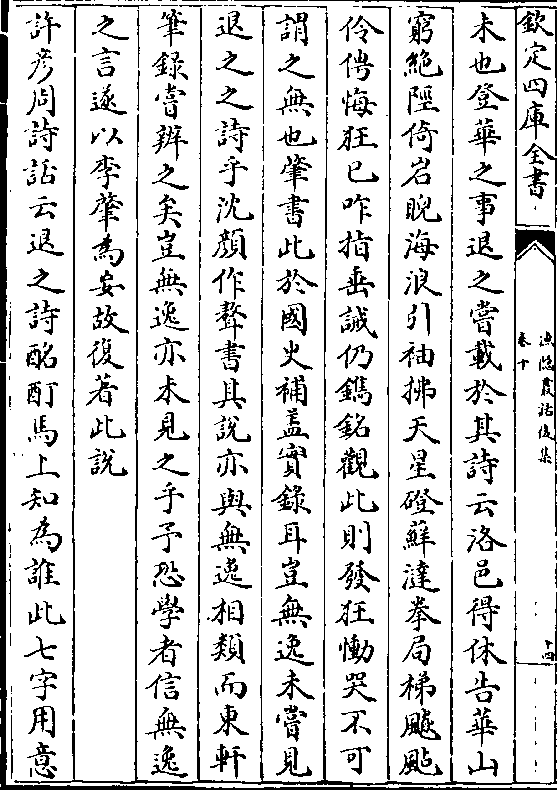 欽定四庫全書
漁隐叢話後集
卷十
十四
未也登華之事退之嘗載於其詩云洛邑得休告華山
窮絶陘倚岩睨海浪引袖拂天星磴蘚澾拳局梯飈颭
伶俜悔狂已咋指垂誡仍鐫銘觀此則發狂慟哭不可
謂之無也肇書此於國史補盖實錄耳豈無逸未嘗見
退之之詩乎沈顔作聱書其說亦與無逸相類而東軒
筆録嘗辨之矣豈無逸亦未見之乎予恐學者信無逸
之言遂以李肇為妄故復著此說
許彦周詩話云退之詩酩酊馬上知為誰此七字用意